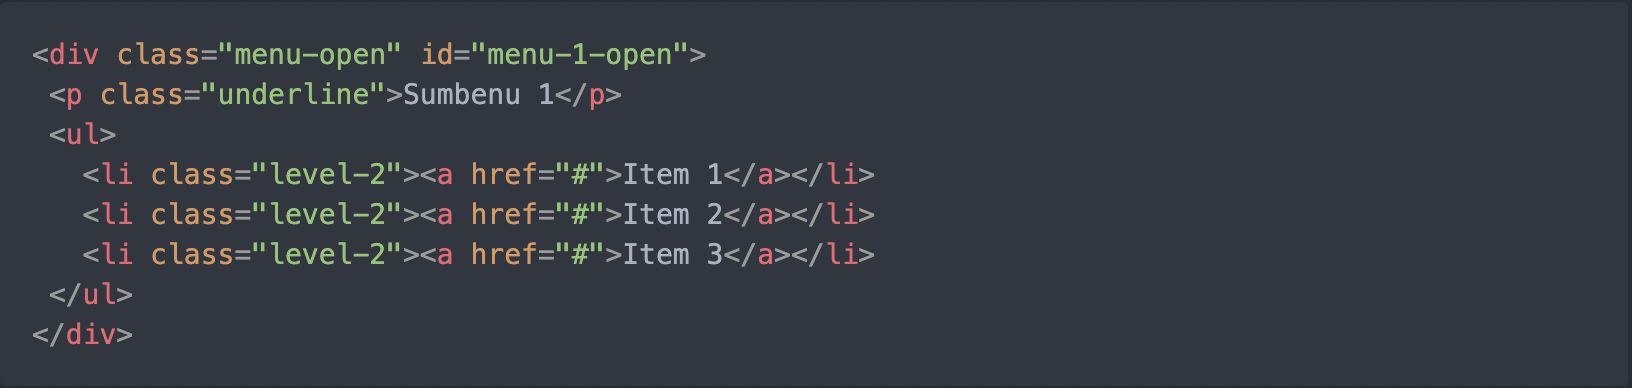 <div class="menu-open" id="menu-1-open">
 <p class="underline">Sumbenu 1</p>
 <ul>
   <li class="level-2"><a href="#">Item 1</a></li>
   <li class="level-2"><a href="#">Item 2</a></li>
   <li class="level-2"><a href="#">Item 3</a></li>
 </ul>
</div>